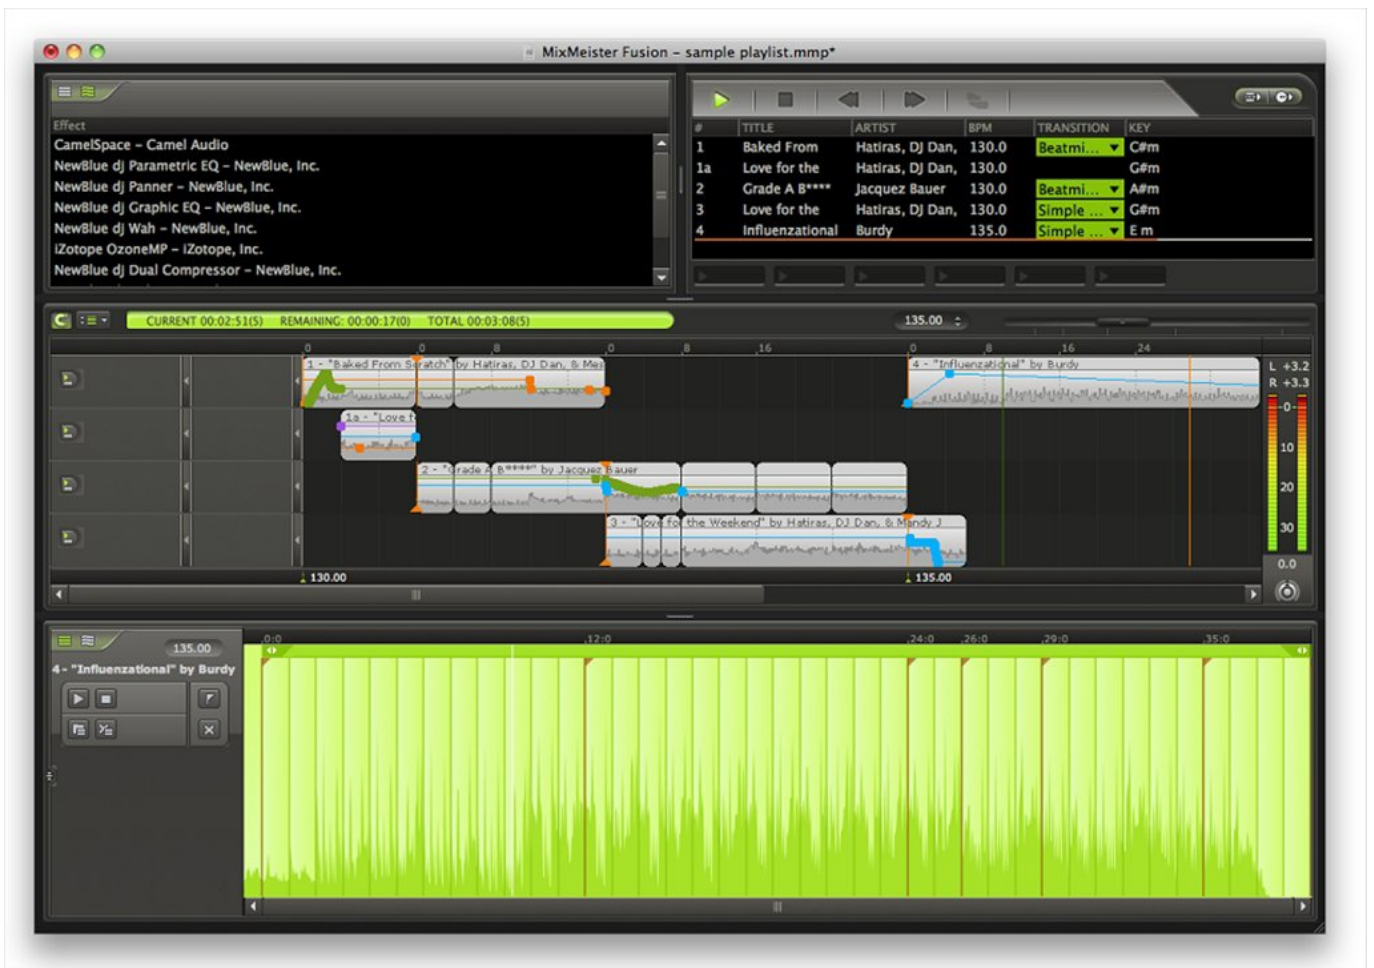 MixMeister Fusion – sample playlist.mmp*
Effect
CamelSpace – Camel Audio
NewBlue dj Parametric EQ – NewBlue, Inc.
NewBlue dj Panner – NewBlue, Inc.
NewBlue dj Graphic EQ – NewBlue, Inc.
NewBlue dj Wah – NewBlue, Inc.
iZotope OzoneMP – iZotope, Inc.
NewBlue dj Dual Compressor – NewBlue, Inc.
# TITLE ARTIST BPM TRANSITION KEY
1 Baked From Hatiras, DJ Dan, 130.0 Beatmi... C#m
1a Love for the Hatiras, DJ Dan, 130.0 G#m
2 Grade A B**** Jacquez Bauer 130.0 Beatmi... A#m
3 Love for the Hatiras, DJ Dan, 130.0 Simple ... G#m
4 Influenzational Burdy 135.0 Simple ... E m
CURRENT 00:02:51(5) REMAINING: 00:00:17(0) TOTAL 00:03:08(5) 135.00
0 0 8 0 8 16 0 8 16 24
1 - "Baked From Scratch" by Hatiras, DJ Dan, & Mes
4 - "Influenzational" by Burdy
L +3.2
R +3.3
-0-
10
20
30
0.0
1a - "Love f
2 - "Grade A B****" by Jacquez Bauer
3 - "Love for the Weekend" by Hatiras, DJ Dan, & Mandy J
130.00 135.00
135.00
4- "Influenzational" by Burdy
0:0 12:0 24:0 26:0 29:0 35:0